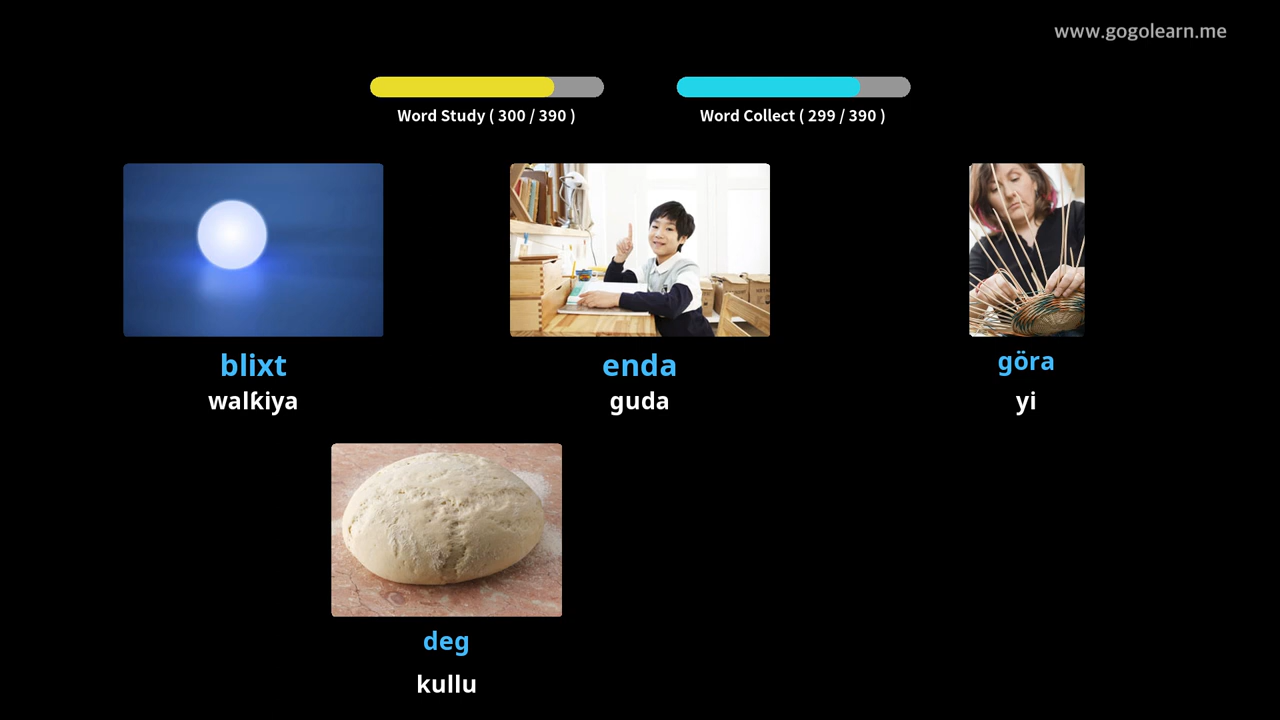 www.gogolearn.me
Word Study ( 300 / 390 )
Word Collect ( 299 / 390 )
blixt
walƙiya
enda
guda
göra
yi
deg
kullu